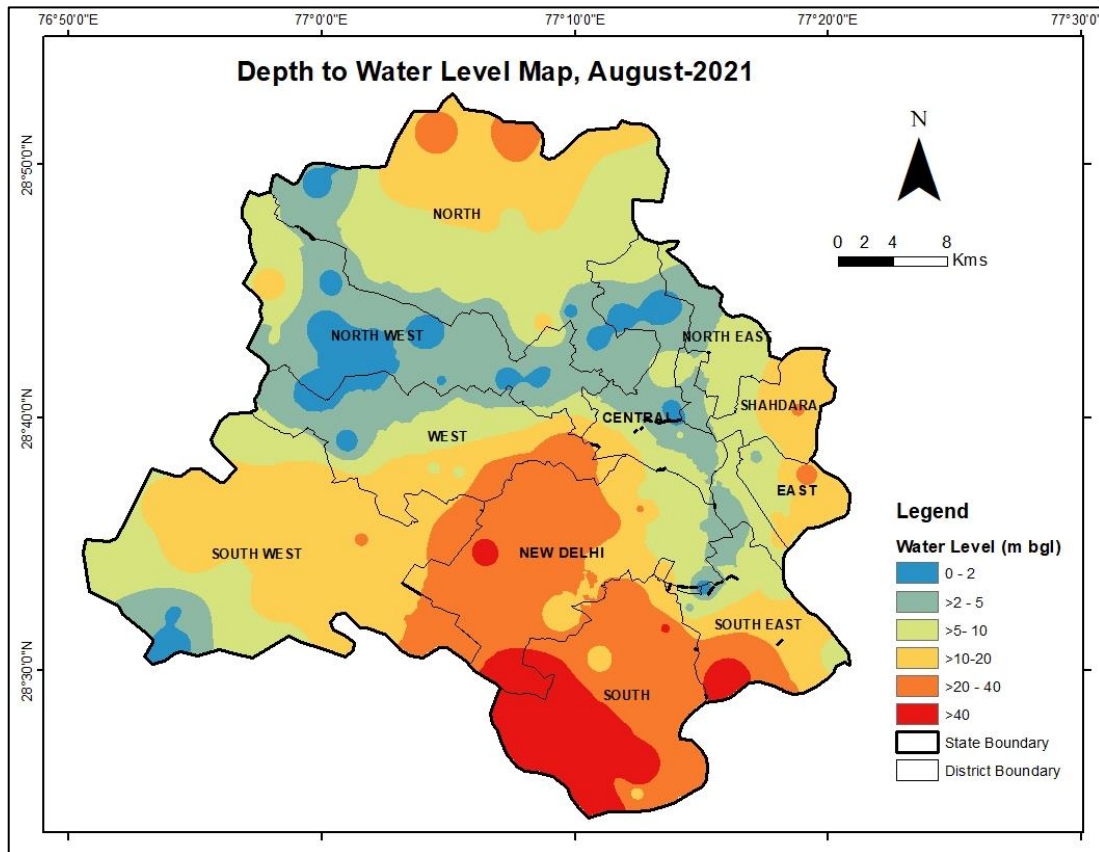 76°50'0"E 77°0'0"E 77°10'0"E 77°20'0"E 77°30'0"E
Depth to Water Level Map, August-2021
N
28°50'0"N
NORTH
0 2 4 8
Kms
NORTH WEST
NORTH EAST
28°40'0"N
SHAHDARA
CENTRAL
WEST
EAST
SOUTH WEST
NEW DELHI
SOUTH EAST
28°30'0"N
SOUTH
Legend
Water Level (m bgl)
0 - 2
>2 - 5
>5- 10
>10-20
>20 - 40
>40
State Boundary
District Boundary